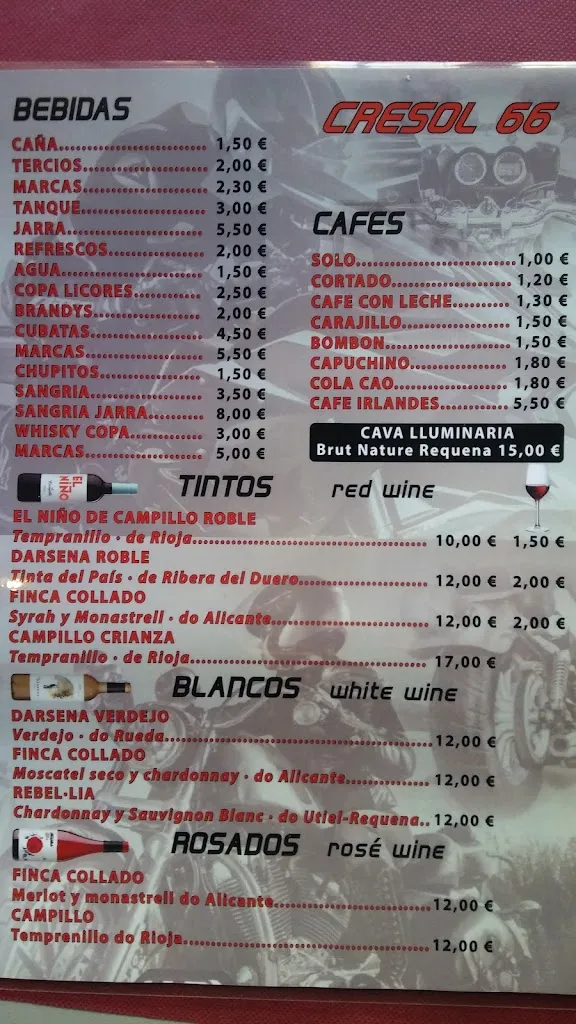 BEBIDAS
CAÑA.......................... 1,50 €
TERCIOS....................... 2,00 €
MARCAS....................... 2,30 €
TANQUE....................... 3,00 €
JARRA......................... 5,50 €
REFRESCOS.................... 2,00 €
AGUA.......................... 1,50 €
COPA LICORES................ 2,50 €
BRANDYS...................... 2,00 €
CUBATAS...................... 4,50 €
MARCAS....................... 5,50 €
CHUPITOS..................... 1,50 €
SANGRIA...................... 3,50 €
SANGRIA JARRA.............. 8,00 €
WHISKY COPA................. 3,00 €
MARCAS....................... 5,00 €
CRESOL 66
CAFES
SOLO............................ 1,00 €
CORTADO...................... 1,20 €
CAFE CON LECHE............. 1,30 €
CARAJILLO.................... 1,50 €
BOMBON....................... 1,50 €
CAPUCHINO................... 1,80 €
COLA CAO..................... 1,80 €
CAFE IRLANDES.............. 5,50 €
CAVA LLUMINARIA
Brut Nature Requena 15,00 €
EL NIÑO
TINTOS red wine
EL NIÑO DE CAMPILLO ROBLE
Tempranillo · de Rioja........................................ 10,00 € 1,50 €
DARSENA ROBLE
Tinta del País · de Ribera del Duero....................... 12,00 € 2,00 €
FINCA COLLADO
Syrah y Monastrell · do Alicante........................... 12,00 € 2,00 €
CAMPILLO CRIANZA
Tempranillo · de Rioja........................................ 17,00 €
BLANCOS white wine
DARSENA VERDEJO
Verdejo · do Rueda............................................ 12,00 €
FINCA COLLADO
Moscatel seco y chardonnay · do Alicante............... 12,00 €
REBEL·LIA
Chardonnay y Sauvignon Blanc · do Utiel-Requena.. 12,00 €
ROSADOS rosé wine
FINCA COLLADO
Merlot y monastrell do Alicante........................... 12,00 €
CAMPILLO
Temprenillo do Rioja.......................................... 12,00 €